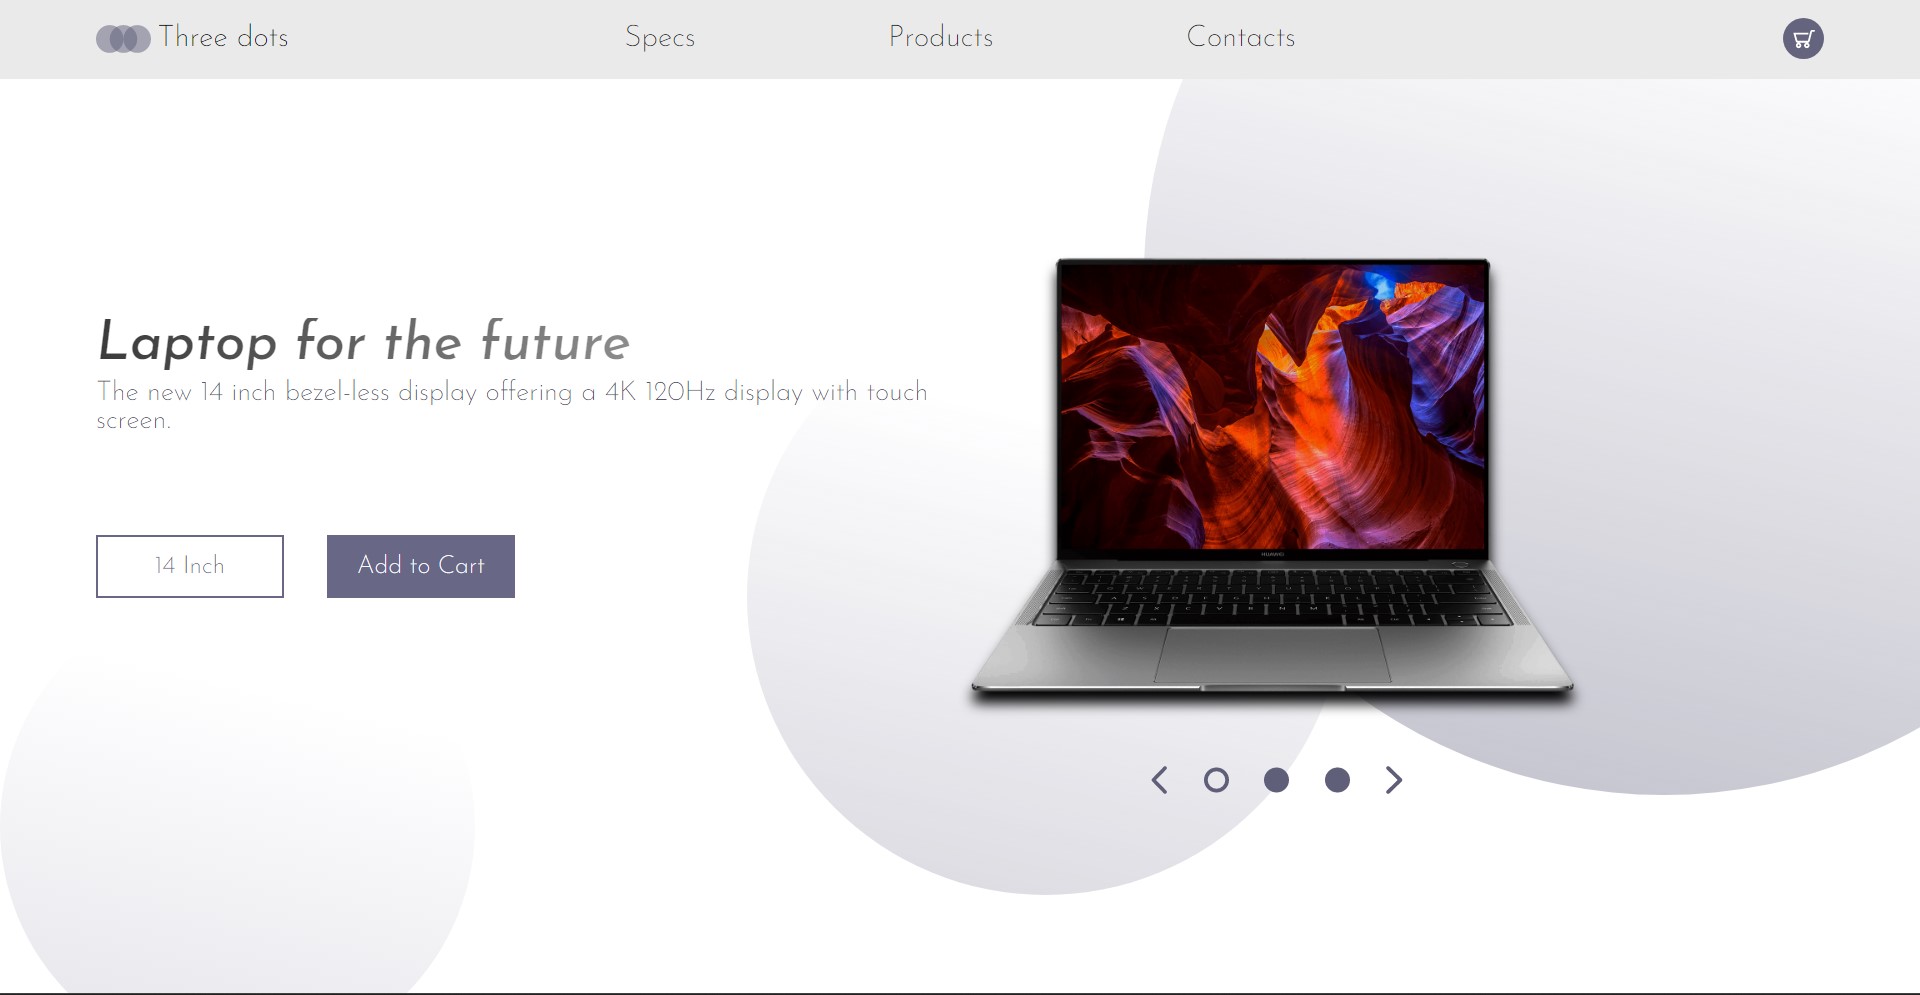 Three dots
Specs
Products
Contacts
Laptop for the future
The new 14 inch bezel-less display offering a 4K 120Hz display with touch
screen.
14 Inch
Add to Cart
HUAWEI